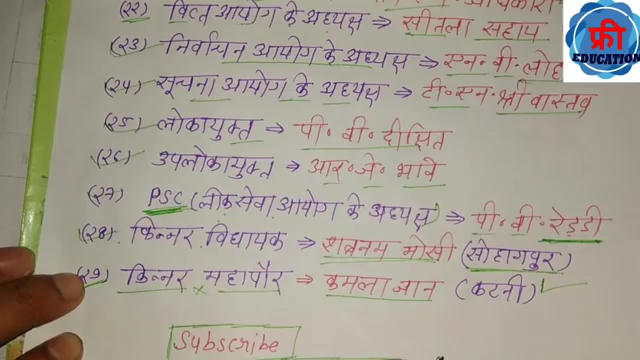 (२२) वित्त आयोग के अध्यक्ष ⇒ सीतला सहाय
(२३) निर्वाचन आयोग के अध्यक्ष ⇒ एन॰ वी॰ लोह
(२४) सूचना आयोग के अध्यक्ष ⇒ टी॰ एन॰ श्रीवास्तव
(२५) लोकायुक्त ⇒ पी॰ वी॰ दीक्षित
(२६) उपलोकायुक्त ⇒ आर॰ जे॰ भावे
(२७) PSC (लोकसेवा आयोग के अध्यक्ष) ⇒ पी॰ वी॰ रेड्डी
(२८) किन्नर विधायक ⇒ शबनम मौसी (सोहागपुर)
(२९) किन्नर महापौर ⇒ कमला जान (कटनी)
Subscribe
फ्री
EDUCATION